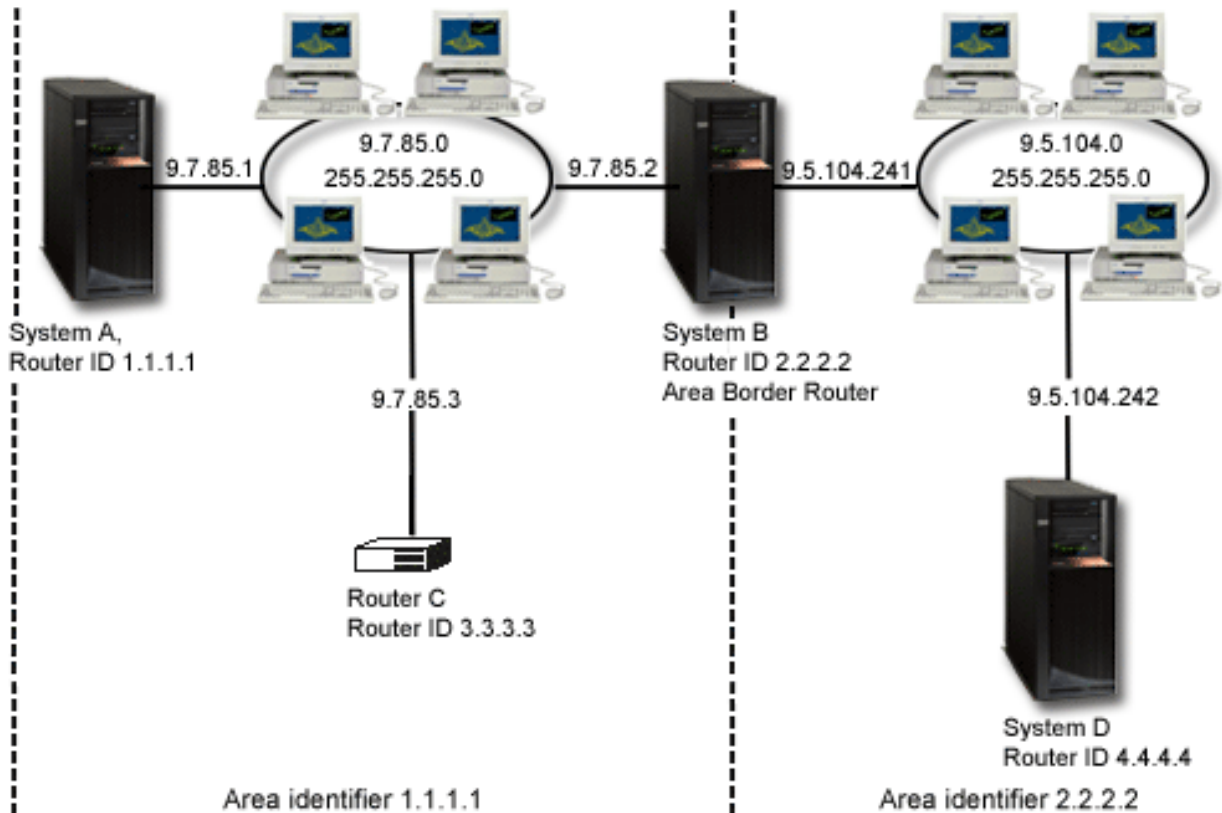 9.7.85.1
9.7.85.0
255.255.255.0
9.7.85.2
9.5.104.241
9.5.104.0
255.255.255.0
System A,
Router ID 1.1.1.1
System B
Router ID 2.2.2.2
Area Border Router
9.7.85.3
9.5.104.242
Router C
Router ID 3.3.3.3
System D
Router ID 4.4.4.4
Area identifier 1.1.1.1
Area identifier 2.2.2.2